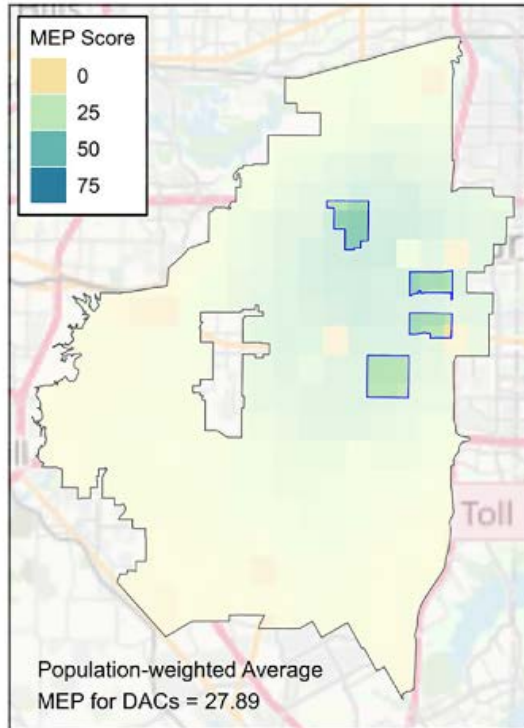 MEP Score
0
25
50
75
Toll
Population-weighted Average
MEP for DACs = 27.89